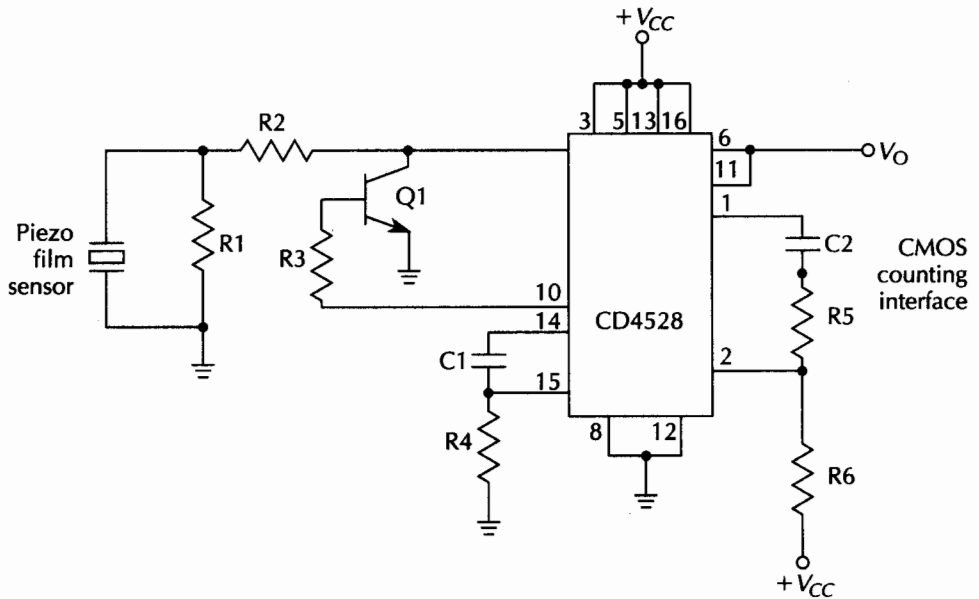 +VCC
3 5 13 16
R2
6
VO
11
Q1
1
Piezo
film
sensor
R1
R3
C2
CMOS
counting
interface
10
14
CD4528
R5
C1
15
2
R4
8 12
R6
+VCC